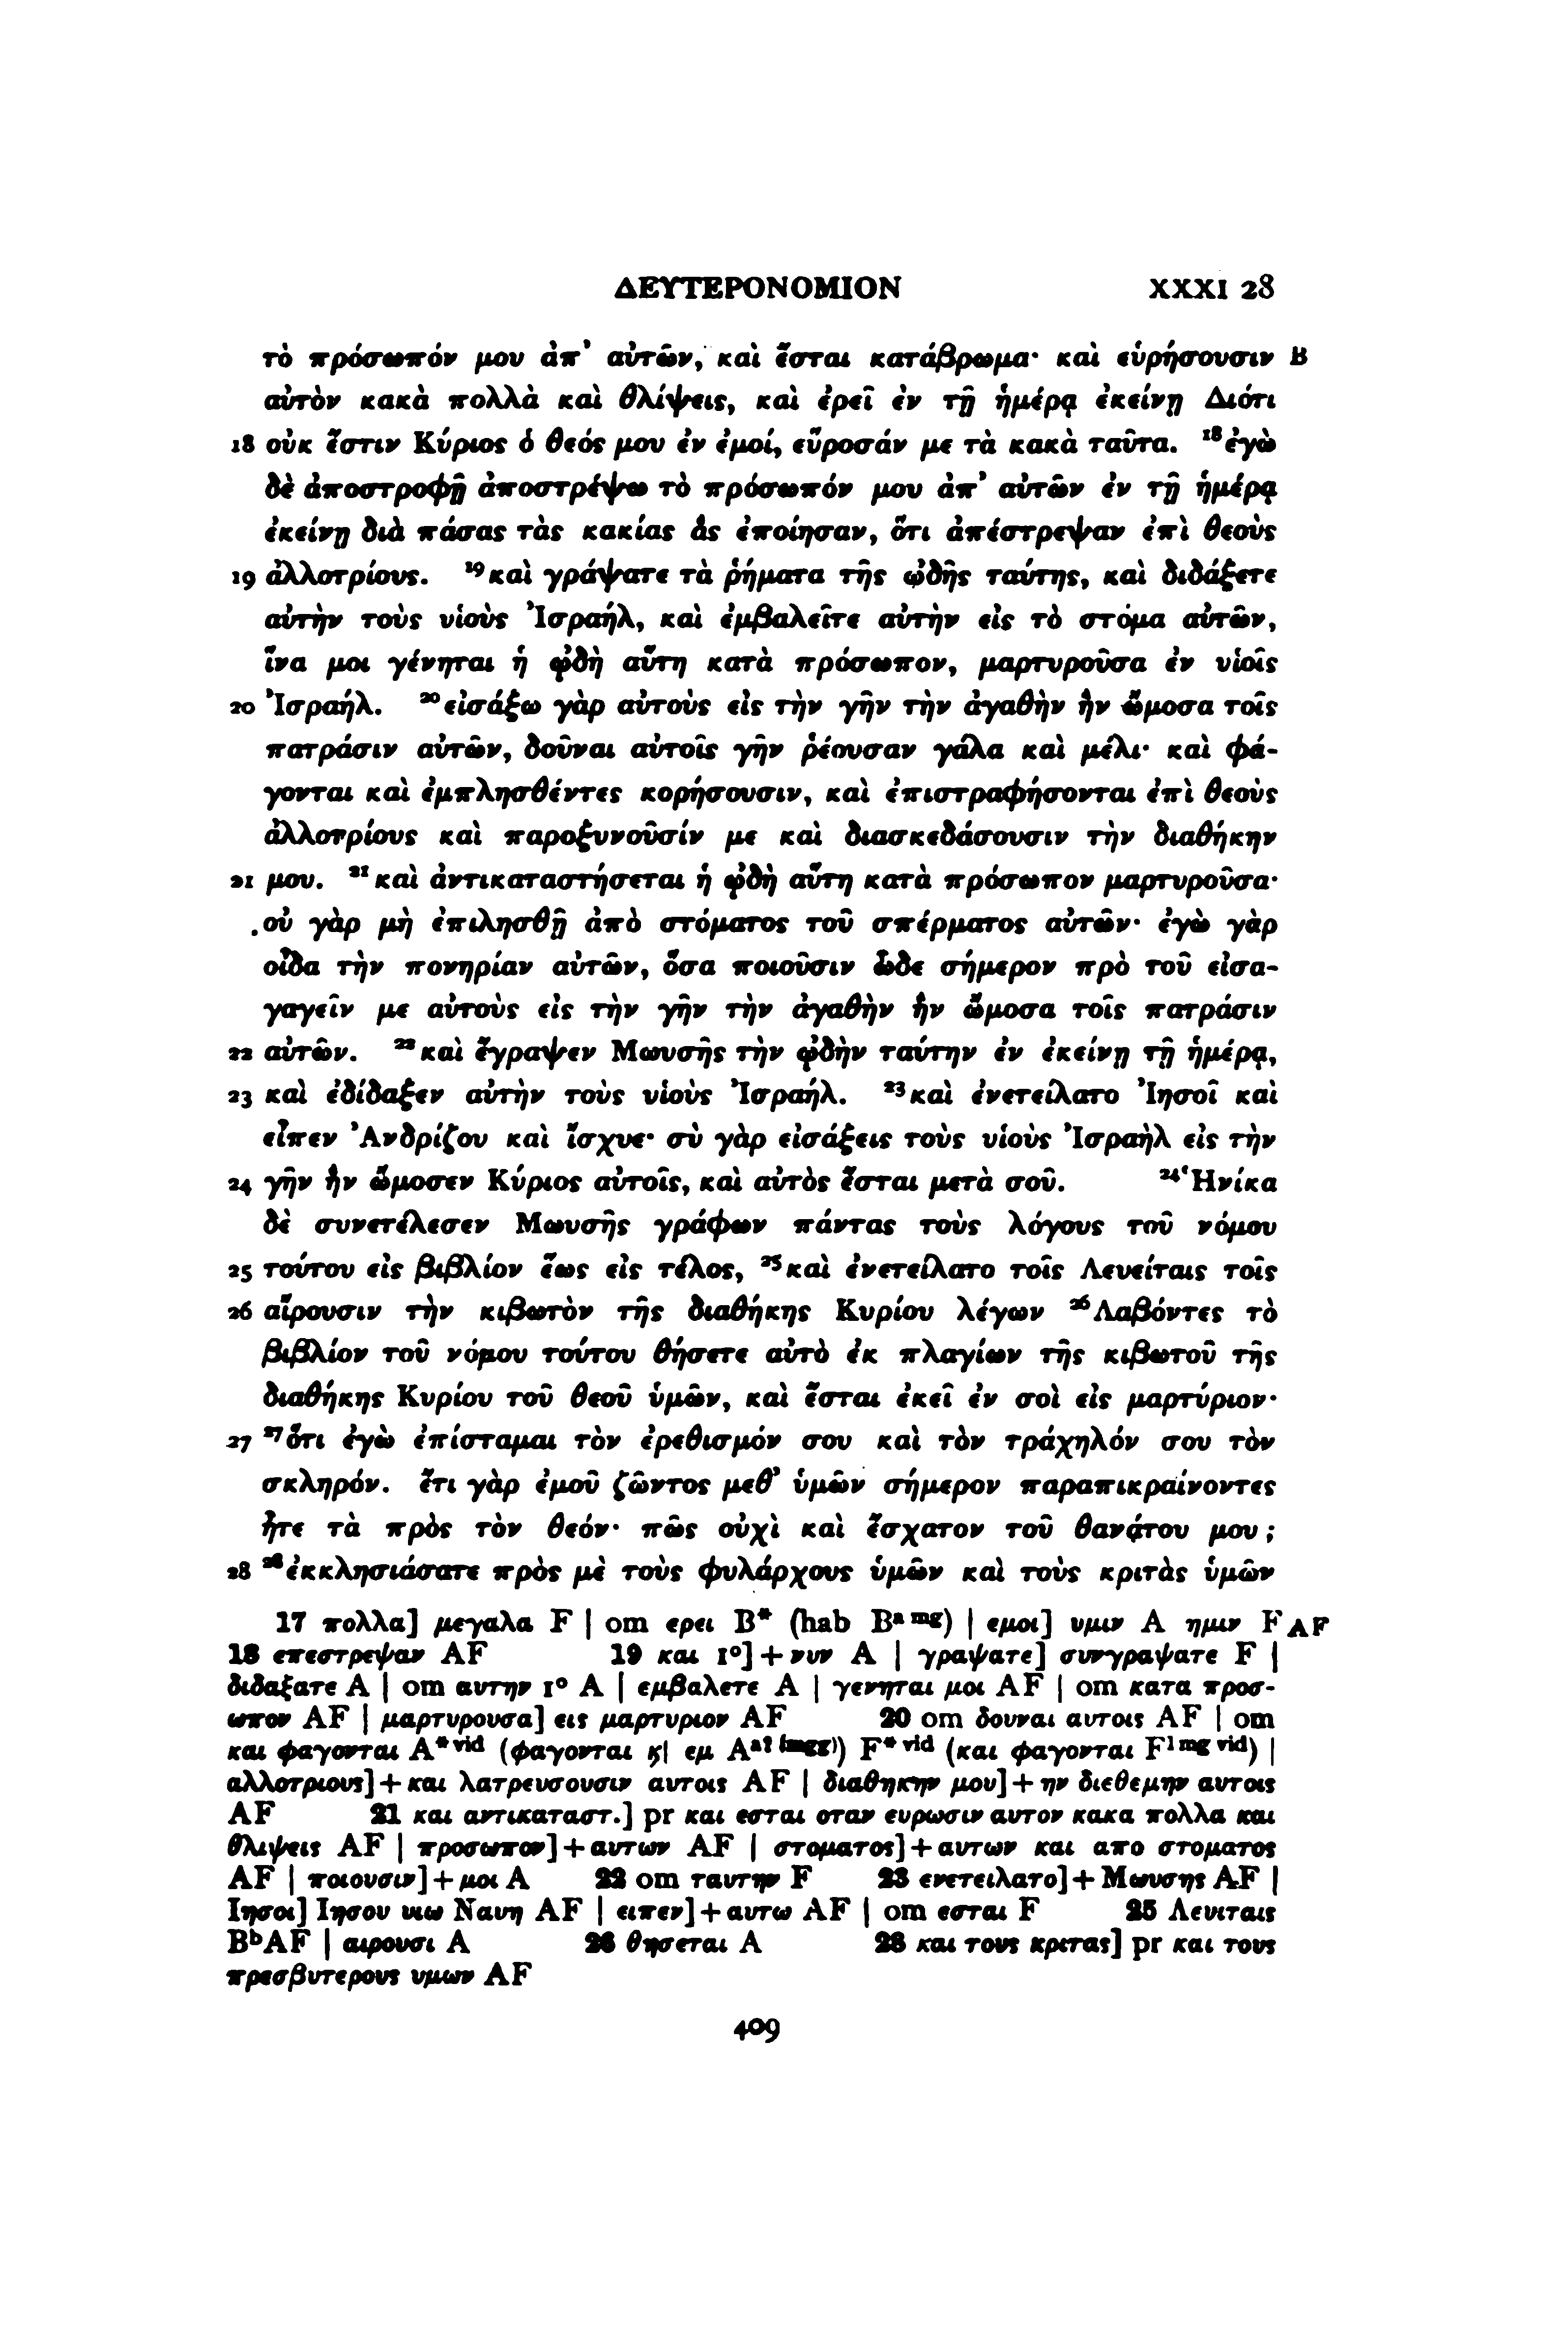 ΔΕΥΤΕΡΟΝΟΜΙΟΝ XXXI 28
τὸ πρόσωπόν μου ἀπ᾽ αὐτῶν, καὶ ἔσται κατάβρωμα· καὶ εὑρήσουσιν B
αὐτὸν κακὰ πολλὰ καὶ θλίψεις, καὶ ἐρεῖ ἐν τῇ ἡμέρᾳ ἐκείνῃ Διότι
18 οὐκ ἔστιν Κύριος ὁ θεός μου ἐν ἐμοί, εὕροσάν με τὰ κακὰ ταῦτα. ¹⁸ἐγὼ
δὲ ἀποστροφῇ ἀποστρέψω τὸ πρόσωπόν μου ἀπ᾽ αὐτῶν ἐν τῇ ἡμέρᾳ
ἐκείνῃ διὰ πάσας τὰς κακίας ἃς ἐποίησαν, ὅτι ἀπέστρεψαν ἐπὶ θεοὺς
19 ἀλλοτρίους. ¹⁹καὶ γράψατε τὰ ῥήματα τῆς ᾠδῆς ταύτης, καὶ διδάξετε
αὐτὴν τοὺς υἱοὺς Ἰσραήλ, καὶ ἐμβαλεῖτε αὐτὴν εἰς τὸ στόμα αὐτῶν,
ἵνα μοι γένηται ἡ ᾠδὴ αὕτη κατὰ πρόσωπον, μαρτυροῦσα ἐν υἱοῖς
20 Ἰσραήλ. ²⁰εἰσάξω γὰρ αὐτοὺς εἰς τὴν γῆν τὴν ἀγαθὴν ἣν ὤμοσα τοῖς
πατράσιν αὐτῶν, δοῦναι αὐτοῖς γῆν ῥέουσαν γάλα καὶ μέλι· καὶ φά-
γονται καὶ ἐμπλησθέντες κορήσουσιν, καὶ ἐπιστραφήσονται ἐπὶ θεοὺς
ἀλλοτρίους καὶ παροξυνοῦσίν με καὶ διασκεδάσουσιν τὴν διαθήκην
21 μου. ²¹καὶ ἀντικαταστήσεται ἡ ᾠδὴ αὕτη κατὰ πρόσωπον μαρτυροῦσα·
οὐ γὰρ μὴ ἐπιλησθῇ ἀπὸ στόματος τοῦ σπέρματος αὐτῶν· ἐγὼ γὰρ
οἶδα τὴν πονηρίαν αὐτῶν, ὅσα ποιοῦσιν ὧδε σήμερον πρὸ τοῦ εἰσα-
γαγεῖν με αὐτοὺς εἰς τὴν γῆν τὴν ἀγαθὴν ἣν ὤμοσα τοῖς πατράσιν
22 αὐτῶν. ²²καὶ ἔγραψεν Μωυσῆς τὴν ᾠδὴν ταύτην ἐν ἐκείνῃ τῇ ἡμέρᾳ,
23 καὶ ἐδίδαξεν αὐτὴν τοὺς υἱοὺς Ἰσραήλ. ²³καὶ ἐνετείλατο Ἰησοῖ καὶ
εἶπεν Ἀνδρίζου καὶ ἴσχυε· σὺ γὰρ εἰσάξεις τοὺς υἱοὺς Ἰσραὴλ εἰς τὴν
24 γῆν ἣν ὤμοσεν Κύριος αὐτοῖς, καὶ αὐτὸς ἔσται μετὰ σοῦ. ²⁴Ἡνίκα
δὲ συνετέλεσεν Μωυσῆς γράφων πάντας τοὺς λόγους τοῦ νόμου
25 τούτου εἰς βιβλίον ἕως εἰς τέλος, ²⁵καὶ ἐνετείλατο τοῖς Λευείταις τοῖς
26 αἴρουσιν τὴν κιβωτὸν τῆς διαθήκης Κυρίου λέγων ²⁶Λαβόντες τὸ
βιβλίον τοῦ νόμου τούτου θήσετε αὐτὸ ἐκ πλαγίων τῆς κιβωτοῦ τῆς
διαθήκης Κυρίου τοῦ θεοῦ ὑμῶν, καὶ ἔσται ἐκεῖ ἐν σοὶ εἰς μαρτύριον·
27 ²⁷ὅτι ἐγὼ ἐπίσταμαι τὸν ἐρεθισμόν σου καὶ τὸν τράχηλόν σου τὸν
σκληρόν. ἔτι γὰρ ἐμοῦ ζῶντος μεθ᾽ ὑμῶν σήμερον παραπικραίνοντες
ἦτε τὰ πρὸς τὸν θεόν· πῶς οὐχὶ καὶ ἔσχατον τοῦ θανάτου μου;
28 ²⁸ἐκκλησιάσατε πρὸς μὲ τοὺς φυλάρχους ὑμῶν καὶ τοὺς κριτὰς ὑμῶν
17 πολλα] μεγαλα F | om ερει B* (hab Bᵃ ᵐᵍ) | εμοι] υμιν A ημιν F AF
18 επεστρεψαν AF 19 και 1°] + νυν A | γραψατε] συνγραψατε F |
διδαξατε A | om αυτην 1° A | εμβαλετε A | γενηται μοι AF | om κατα προσ-
ωπον AF | μαρτυρουσα] εις μαρτυριον AF 20 om δουναι αυτοις AF | om
και φαγονται A*ᵛⁱᵈ (φαγονται ϗ| εμ Aᵃ? ⁽ᵐᵍᵍ⁾) F*ᵛⁱᵈ (και φαγονται F¹ ᵐᵍ ᵛⁱᵈ) |
αλλοτριους] + και λατρευσουσιν αυτοις AF | διαθηκην μου] + ην διεθεμην αυτοις
AF 21 και αντικαταστ.] pr και εσται οταν ευρωσιν αυτον κακα πολλα και
θλιψεις AF | προσωπον] + αυτων AF | στοματος] + αυτων και απο στοματος
AF | ποιουσιν] + μοι A 22 om ταυτην F 23 ενετειλατο] + Μωυσης AF |
Ιησοι] Ιησου υιω Ναυη AF | ειπεν] + αυτω AF | om εσται F 25 Λευιταις
BᵇAF | αιρουσι A 26 θησεται A 28 και τους κριτας] pr και τους
πρεσβυτερους υμων AF
409